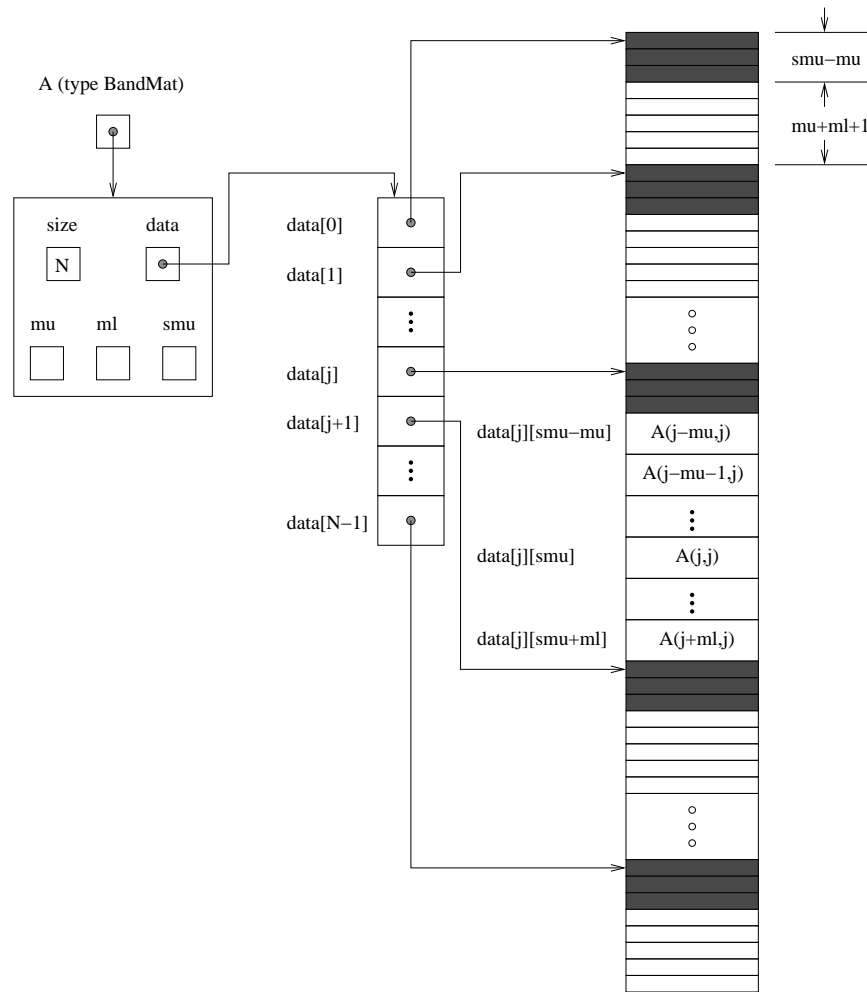 smu−mu
A (type BandMat)
mu+ml+1
size data
N
mu ml smu
data[0]
data[1]
data[j]
data[j+1]
data[N−1]
data[j][smu−mu] A(j−mu,j)
A(j−mu−1,j)
data[j][smu] A(j,j)
data[j][smu+ml] A(j+ml,j)